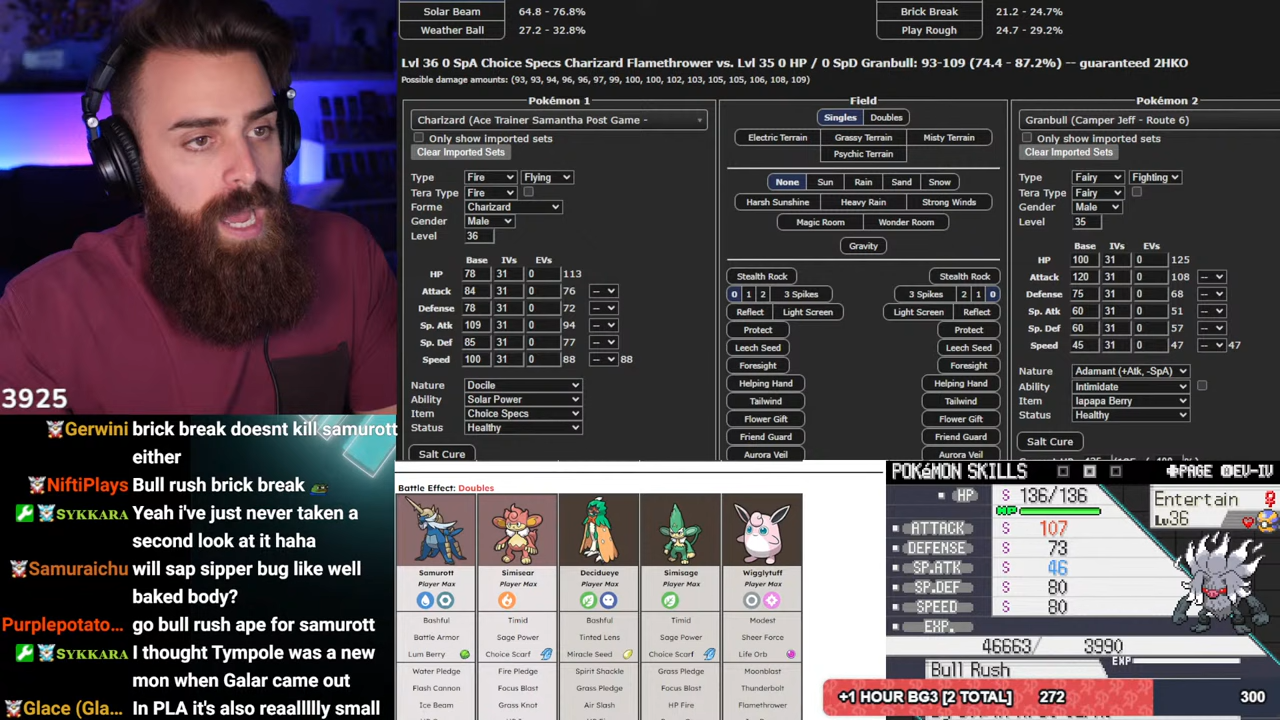 Solar Beam 64.8 - 76.8%
Brick Break 21.2 - 24.7%
Weather Ball 27.2 - 32.8%
Play Rough 24.7 - 29.2%
Lvl 36 0 SpA Choice Specs Charizard Flamethrower vs. Lvl 35 0 HP / 0 SpD Granbull: 93-109 (74.4 - 87.2%) -- guaranteed 2HKO
Possible damage amounts: (93, 93, 94, 96, 96, 97, 99, 100, 100, 102, 103, 105, 105, 106, 108, 109)
Pokémon 1
Charizard (Ace Trainer Samantha Post Game -
Only show imported sets
Clear Imported Sets
Type Fire Flying
Tera Type Fire
Forme Charizard
Gender Male
Level 36
Base IVs EVs
HP 78 31 0 113
Attack 84 31 0 76 --
Defense 78 31 0 72 --
Sp. Atk 109 31 0 94 --
Sp. Def 85 31 0 77 --
Speed 100 31 0 88 -- 88
Nature Docile
Ability Solar Power
Item Choice Specs
Status Healthy
Salt Cure
Field
Singles Doubles
Electric Terrain Grassy Terrain Misty Terrain
Psychic Terrain
None Sun Rain Sand Snow
Harsh Sunshine Heavy Rain Strong Winds
Magic Room Wonder Room
Gravity
Stealth Rock Stealth Rock
0 1 2 3 Spikes 3 Spikes 2 1 0
Reflect Light Screen Light Screen Reflect
Protect Protect
Leech Seed Leech Seed
Foresight Foresight
Helping Hand Helping Hand
Tailwind Tailwind
Flower Gift Flower Gift
Friend Guard Friend Guard
Aurora Veil Aurora Veil
Pokémon 2
Granbull (Camper Jeff - Route 6)
Only show imported sets
Clear Imported Sets
Type Fairy Fighting
Tera Type Fairy
Gender Male
Level 35
Base IVs EVs
HP 100 31 0 125
Attack 120 31 0 108 --
Defense 75 31 0 68 --
Sp. Atk 60 31 0 51 --
Sp. Def 60 31 0 57 --
Speed 45 31 0 47 -- 47
Nature Adamant (+Atk, -SpA)
Ability Intimidate
Item Iapapa Berry
Status Healthy
Salt Cure
3925
Gerwini brick break doesnt kill samurott
either
NiftiPlays Bull rush brick break
SYKKARA Yeah i've just never taken a
second look at it haha
Samuraichu will sap sipper bug like well
baked body?
Purplepotato... go bull rush ape for samurott
SYKKARA I thought Tympole was a new
mon when Galar came out
Glace (Gla... In PLA it's also reaallllly small
Battle Effect: Doubles
Samurott Simisear Decidueye Simisage Wigglytuff
Player Max Player Max Player Max Player Max Player Max
Bashful Timid Bashful Timid Modest
Battle Armor Sage Power Tinted Lens Sage Power Sheer Force
Lum Berry Choice Scarf Miracle Seed Choice Scarf Life Orb
Water Pledge Fire Pledge Spirit Shackle Grass Pledge Moonblast
Flash Cannon Focus Blast Grass Pledge Focus Blast Thunderbolt
Ice Beam Grass Knot Air Slash HP Fire Flamethrower
POKéMON SKILLS PAGE EV-IV
HP S 136/136
HP
ATTACK S 107
DEFENSE S 73
SP.ATK S 46
SP.DEF S 80
SPEED S 80
EXP.
46663/ 3990
EXP
Bull Rush
Entertain ♀
Lv36
+1 HOUR BG3 [2 TOTAL] 272 300